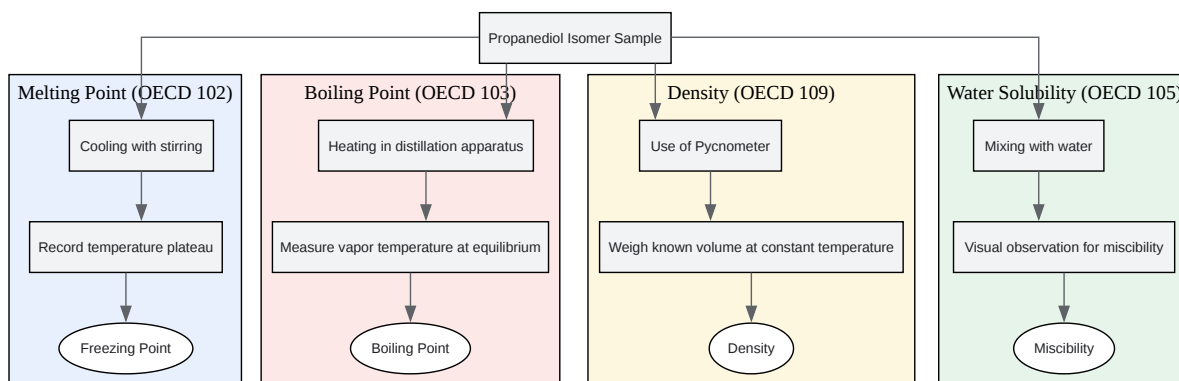 Propanediol Isomer Sample
Melting Point (OECD 102)
Boiling Point (OECD 103)
Density (OECD 109)
Water Solubility (OECD 105)
Cooling with stirring
Heating in distillation apparatus
Use of Pycnometer
Mixing with water
Record temperature plateau
Measure vapor temperature at equilibrium
Weigh known volume at constant temperature
Visual observation for miscibility
Freezing Point
Boiling Point
Density
Miscibility